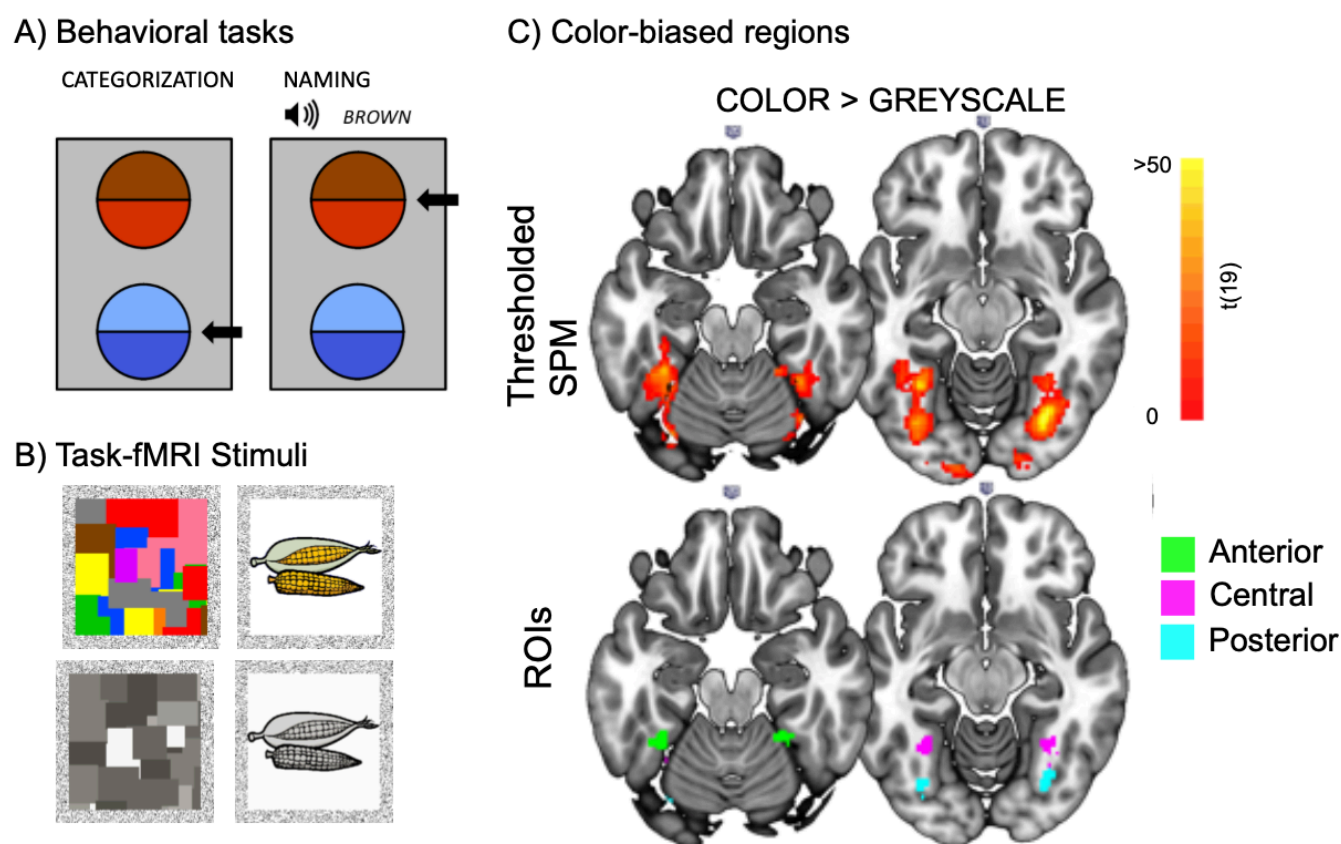 A) Behavioral tasks
CATEGORIZATION
NAMING
BROWN
B) Task-fMRI Stimuli
C) Color-biased regions
COLOR > GREYSCALE
Thresholded
SPM
>50
t(19)
0
ROIs
Anterior
Central
Posterior